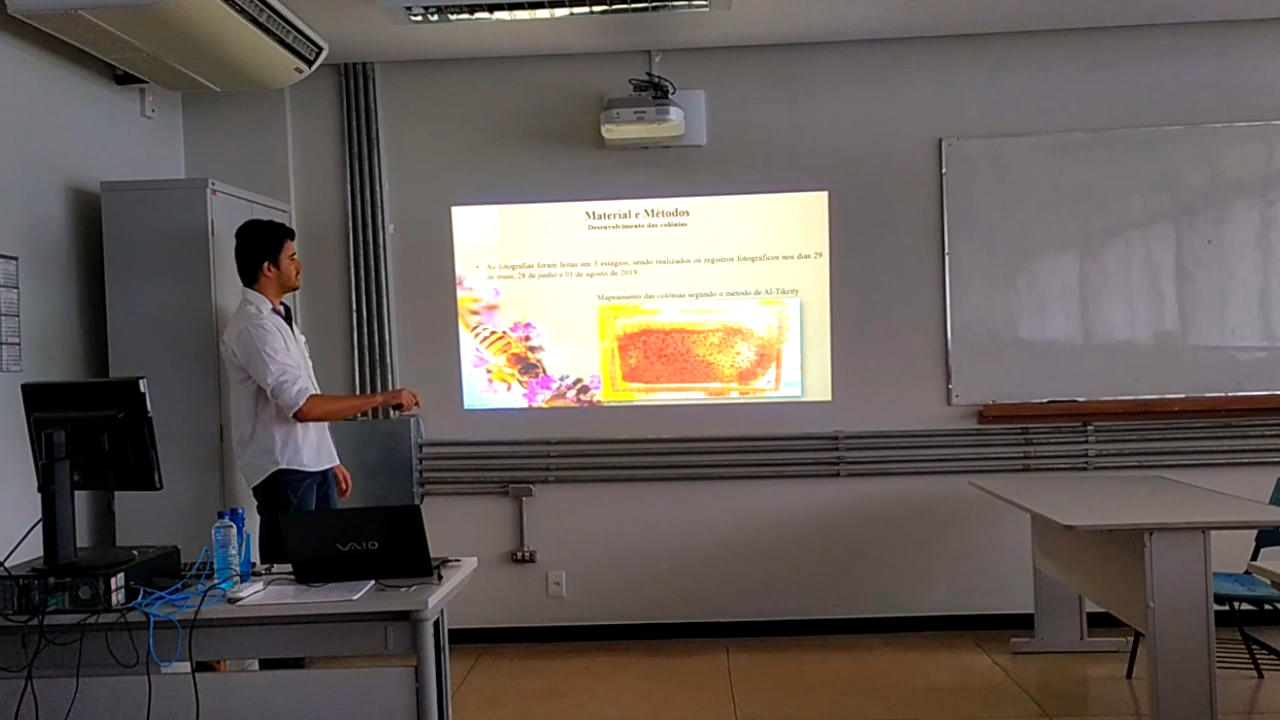 Material e Métodos
Desenvolvimento das colônias
• As fotografias foram feitas em 3 estágios, sendo realizados os registros fotográficos nos dias 29
de maio, 28 de junho e 01 de agosto de 2019.
Mapeamento das colônias segundo o método de Al-Tikrity
VAIO